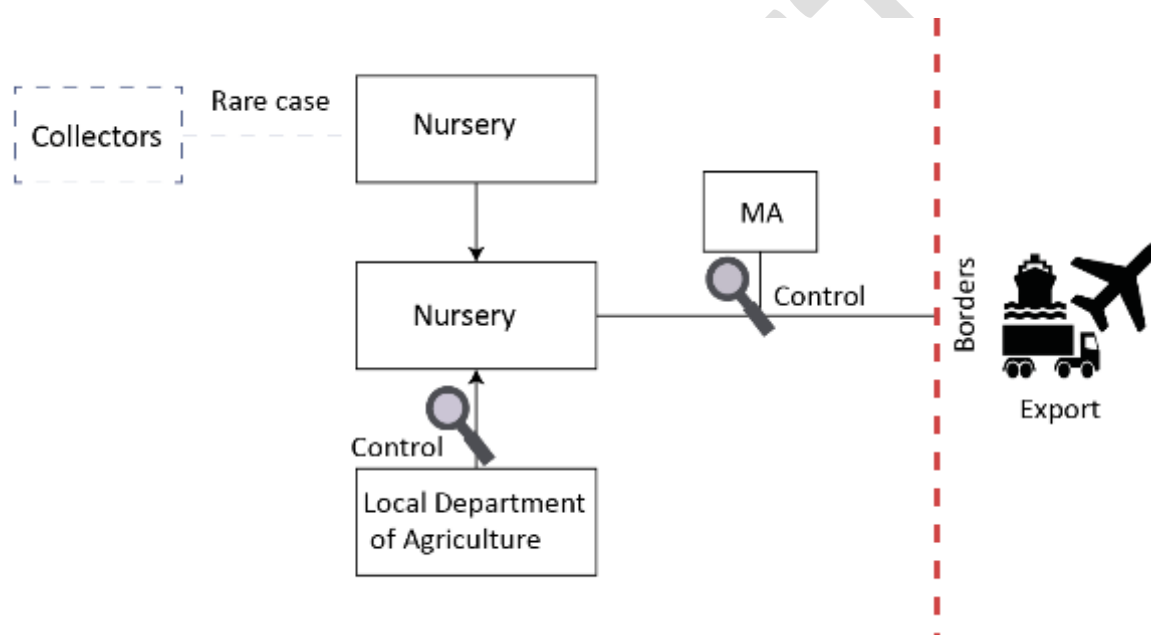 Collectors
Rare case
Nursery
MA
Nursery
Control
Borders
Export
Control
Local Department
of Agriculture